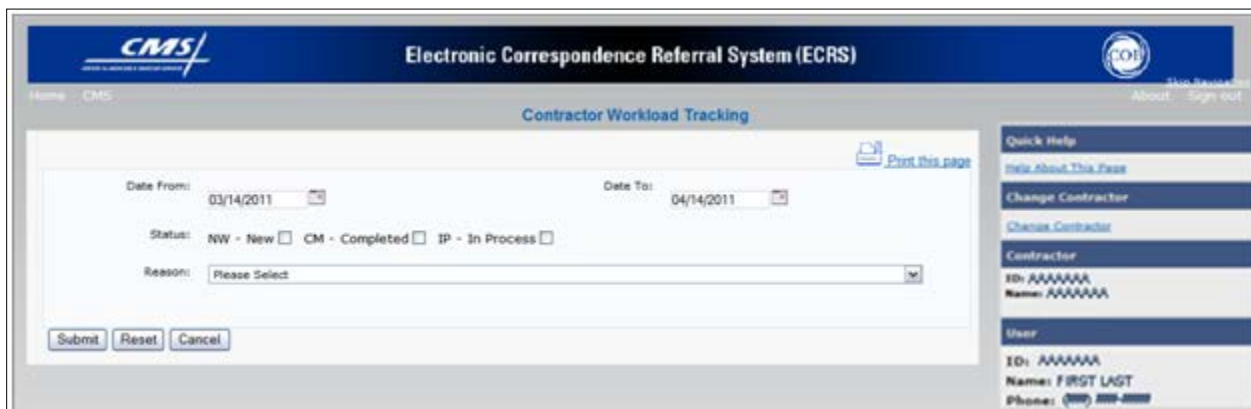 CMS
Electronic Correspondence Referral System (ECRS)
COB
Skip Navigation
Home CMS
About Sign out
Contractor Workload Tracking
Print this page
Date From: 03/14/2011 Date To: 04/14/2011
Status: NW - New CM - Completed IP - In Process
Reason: Please Select
Submit Reset Cancel
Quick Help
Help About This Page
Change Contractor
Change Contractor
Contractor
ID: AAAAAAA
Name: AAAAAAA
User
ID: AAAAAAA
Name: FIRST LAST
Phone: